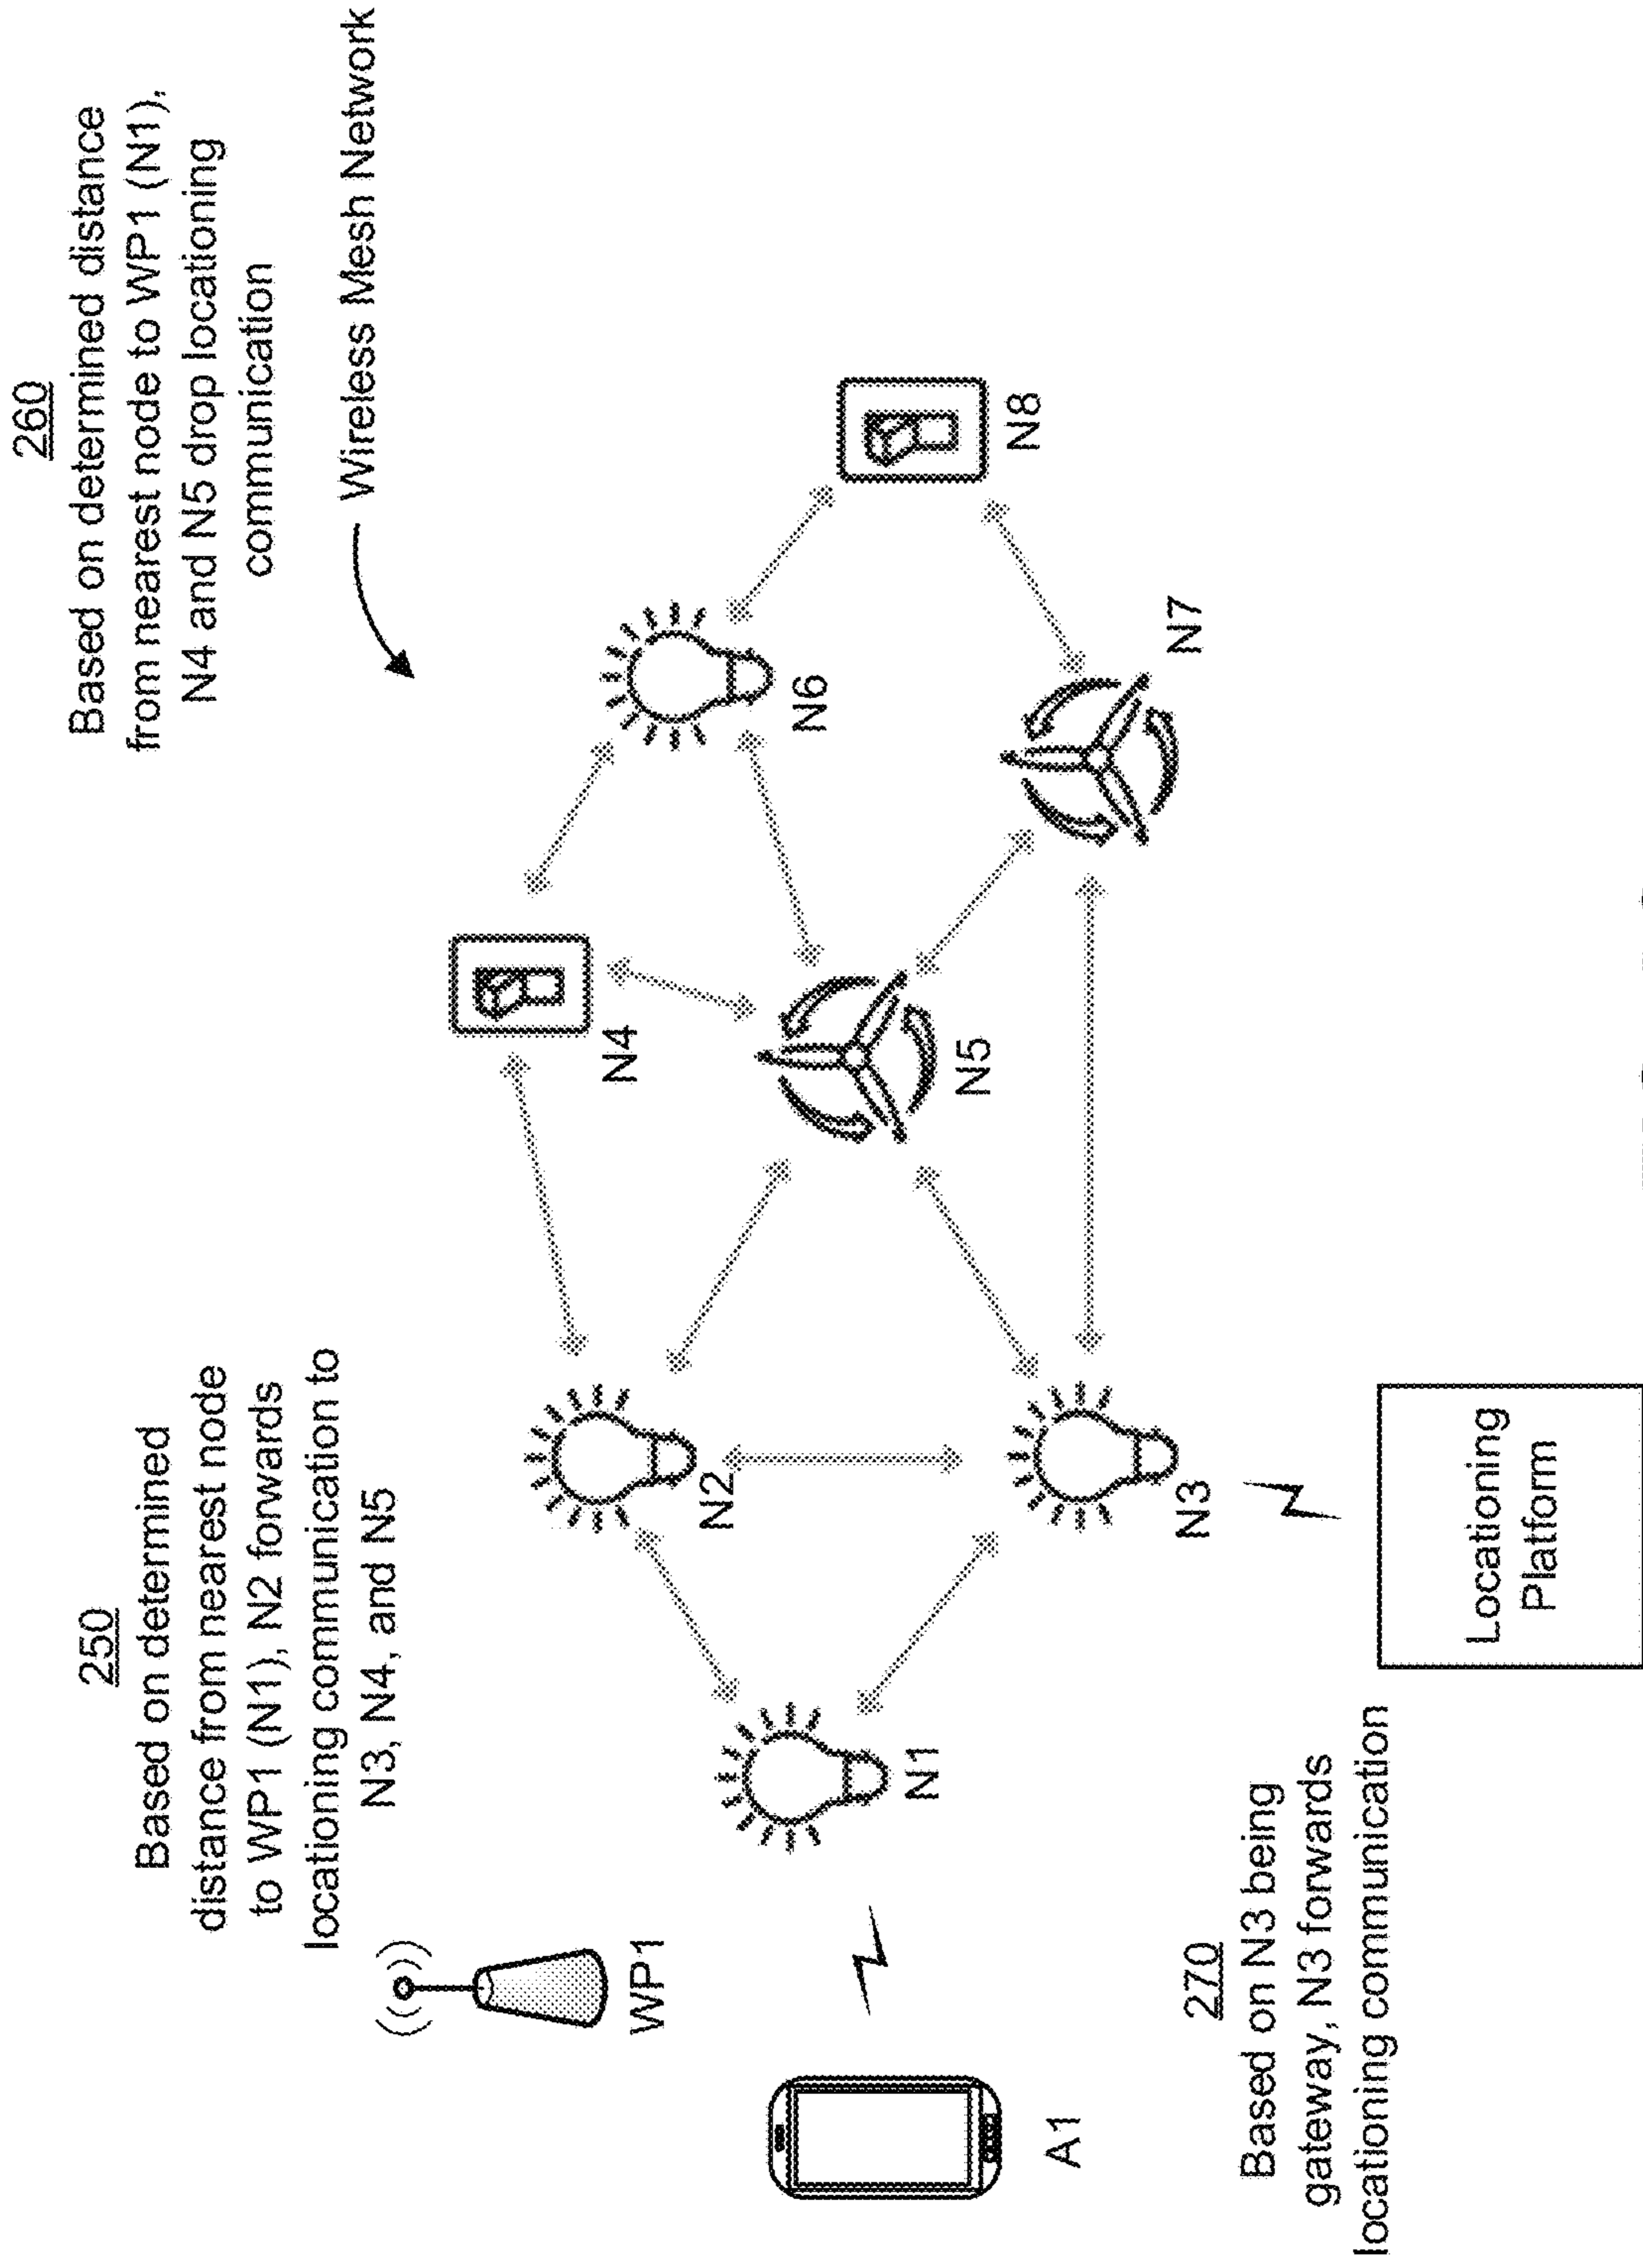 260
Based on determined distance
from nearest node to WP1 (N1),
N4 and N5 drop locationing
communication
Wireless Mesh Network
250
Based on determined
distance from nearest node
to WP1 (N1), N2 forwards
locationing communication to
N3, N4, and N5
WP1
A1
N1
N2
N3
N4
N5
N6
N7
N8
270
Based on N3 being
gateway, N3 forwards
locationing communication
Locationing
Platform